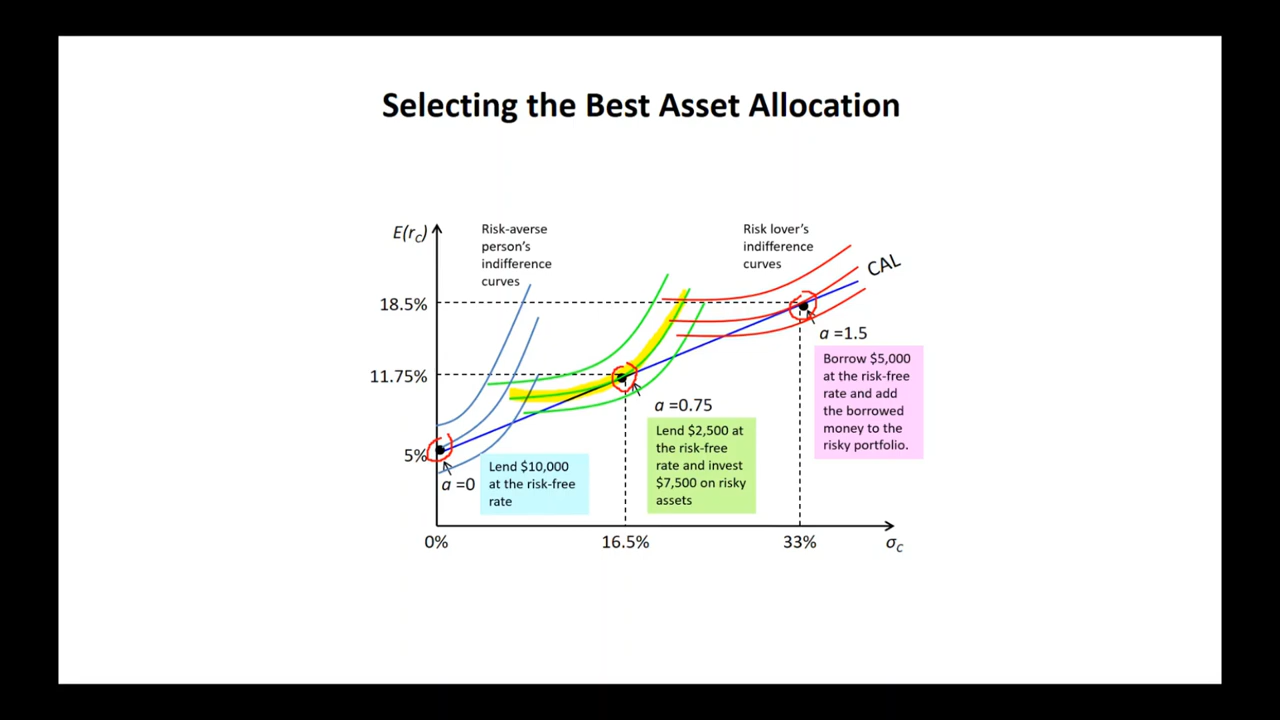 Selecting the Best Asset Allocation
E(rC)
Risk-averse
person's
indifference
curves
Risk lover's
indifference
curves
CAL
18.5%
a =1.5
Borrow $5,000
at the risk-free
rate and add
the borrowed
money to the
risky portfolio.
11.75%
a =0.75
Lend $2,500 at
the risk-free
rate and invest
$7,500 on risky
assets
5%
a =0
Lend $10,000
at the risk-free
rate
0%
16.5%
33%
σC